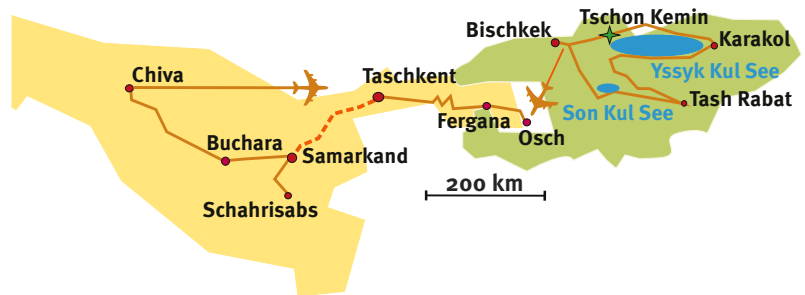 Tschon Kemin
Bischkek
Karakol
Chiva
Taschkent
Yssyk Kul See
Tash Rabat
Son Kul See
Fergana
Osch
Buchara
Samarkand
200 km
Schahrisabs